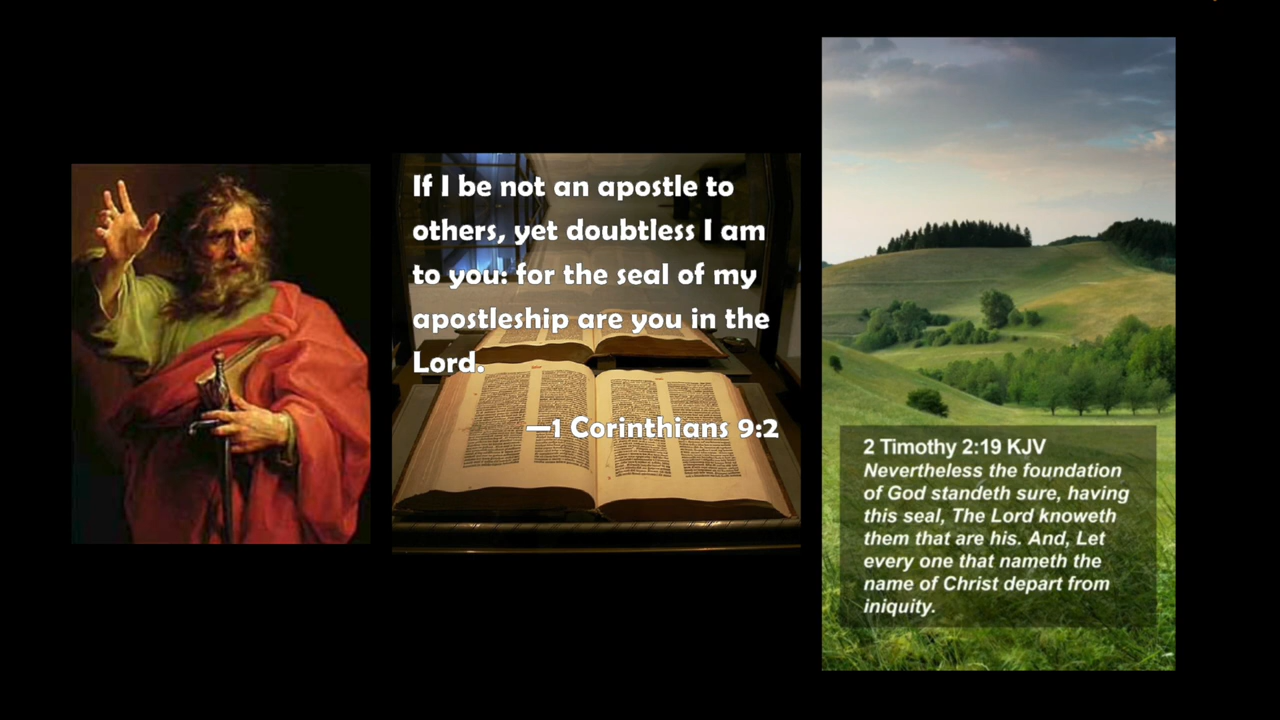 If I be not an apostle to
others, yet doubtless I am
to you: for the seal of my
apostleship are you in the
Lord.
—1 Corinthians 9:2
2 Timothy 2:19 KJV
Nevertheless the foundation
of God standeth sure, having
this seal, The Lord knoweth
them that are his. And, Let
every one that nameth the
name of Christ depart from
iniquity.